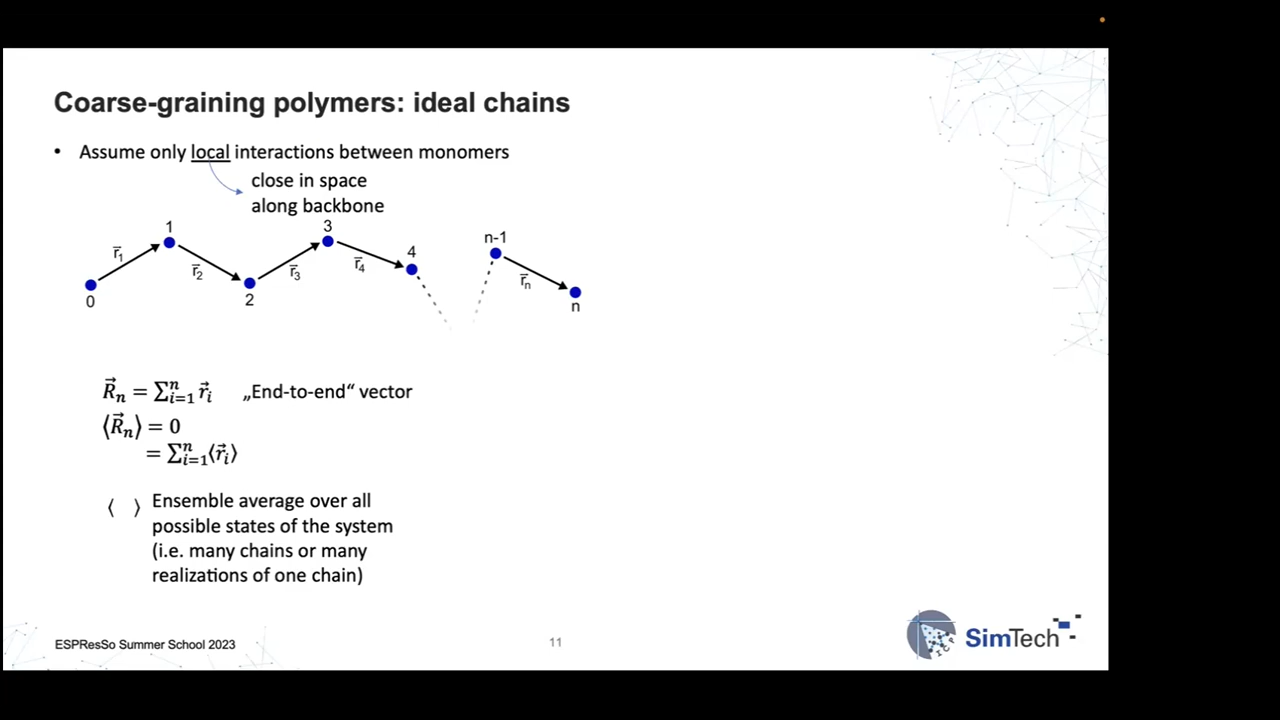 Coarse-graining polymers: ideal chains
• Assume only local interactions between monomers
close in space
along backbone
0
r⃗₁
1
r⃗₂
2
r⃗₃
3
r⃗₄
4
n-1
r⃗ₙ
n
R⃗ₙ = ∑ⁿᵢ₌₁ r⃗ᵢ „End-to-end“ vector
⟨R⃗ₙ⟩ = 0
= ∑ⁿᵢ₌₁⟨r⃗ᵢ⟩
⟨ ⟩ Ensemble average over all
possible states of the system
(i.e. many chains or many
realizations of one chain)
ESPResSo Summer School 2023
11
ICP
SimTech